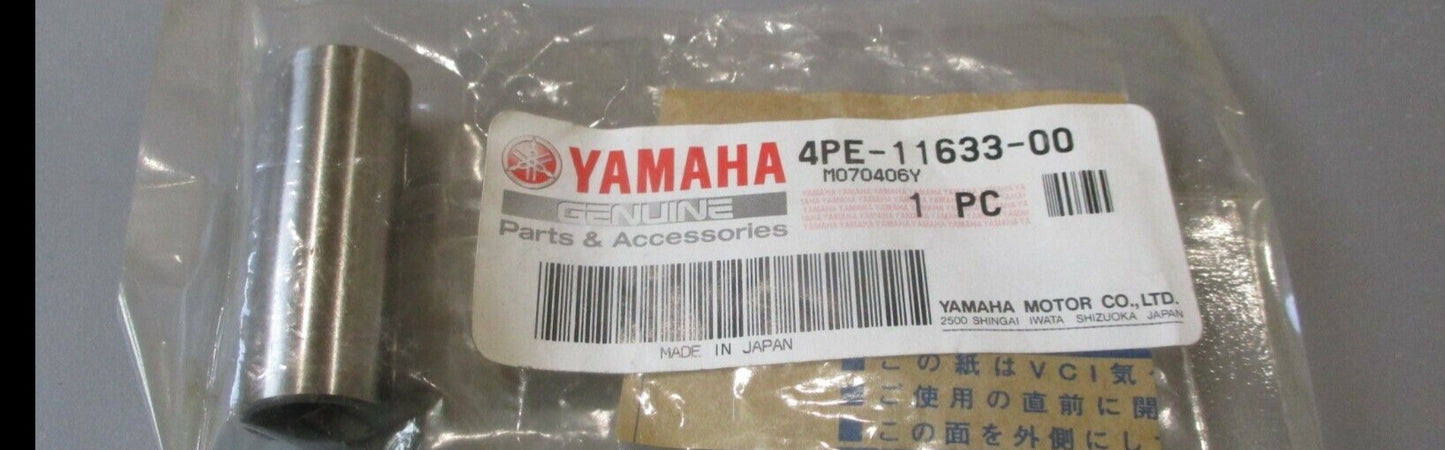 YAMAHA 4PE-11633-00
M070406Y
GENUINE 1 PC
Parts & Accessories
YAMAHA MOTOR CO.,LTD.
2500 SHINGAI IWATA SHIZUOKA JAPAN
MADE IN JAPAN
この紙はVCI気
ご使用の直前に開
この面を外側にし